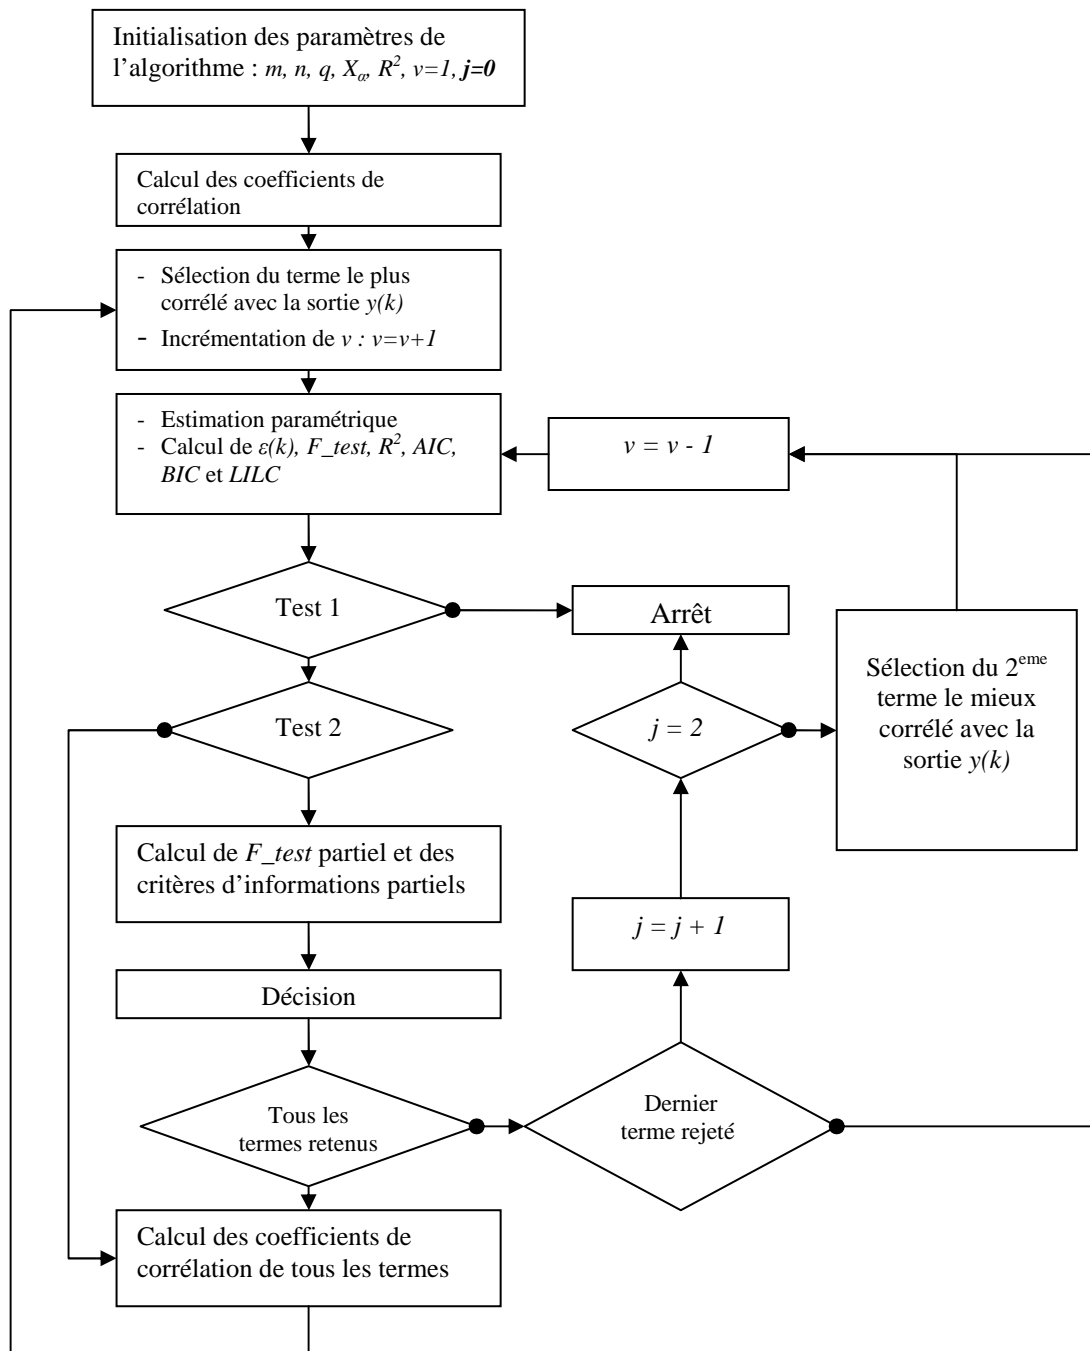 Initialisation des paramètres de
l'algorithme : m, n, q, Xα, R², v=1, j=0
Calcul des coefficients de
corrélation
- Sélection du terme le plus
corrélé avec la sortie y(k)
- Incrémentation de v : v=v+1
- Estimation paramétrique
- Calcul de ε(k), F_test, R², AIC,
BIC et LILC
v = v - 1
Test 1
Arrêt
Test 2
j = 2
Sélection du 2eme
terme le mieux
corrélé avec la
sortie y(k)
Calcul de F_test partiel et des
critères d'informations partiels
j = j + 1
Décision
Tous les
termes retenus
Dernier
terme rejeté
Calcul des coefficients de
corrélation de tous les termes